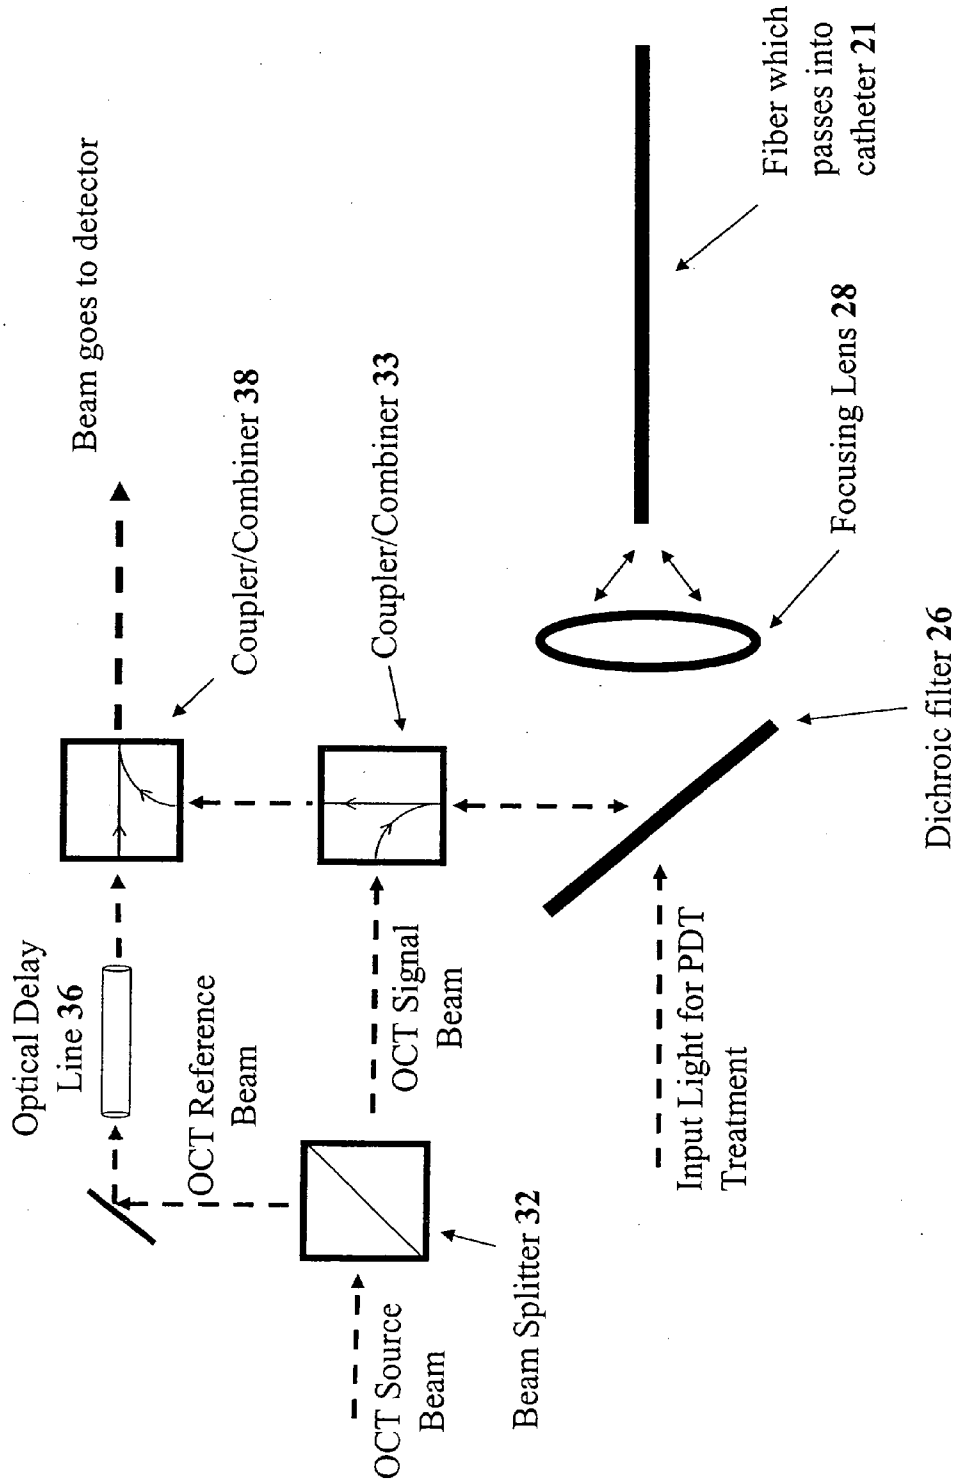 Beam goes to detector
Optical Delay
Line 36
Coupler/Combiner 38
OCT Reference
Beam
Coupler/Combiner 33
OCT Signal
Beam
OCT Source
Beam
Beam Splitter 32
Fiber which
passes into
catheter 21
Focusing Lens 28
Input Light for PDT
Treatment
Dichroic filter 26